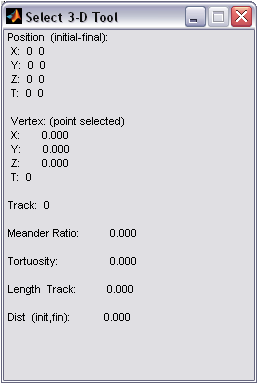 Select 3-D Tool
Position (initial-final):
X: 0 0
Y: 0 0
Z: 0 0
T: 0 0
Vertex: (point selected)
X: 0.000
Y: 0.000
Z: 0.000
T: 0
Track: 0
Meander Ratio: 0.000
Tortuosity: 0.000
Length Track: 0.000
Dist (init,fin): 0.000